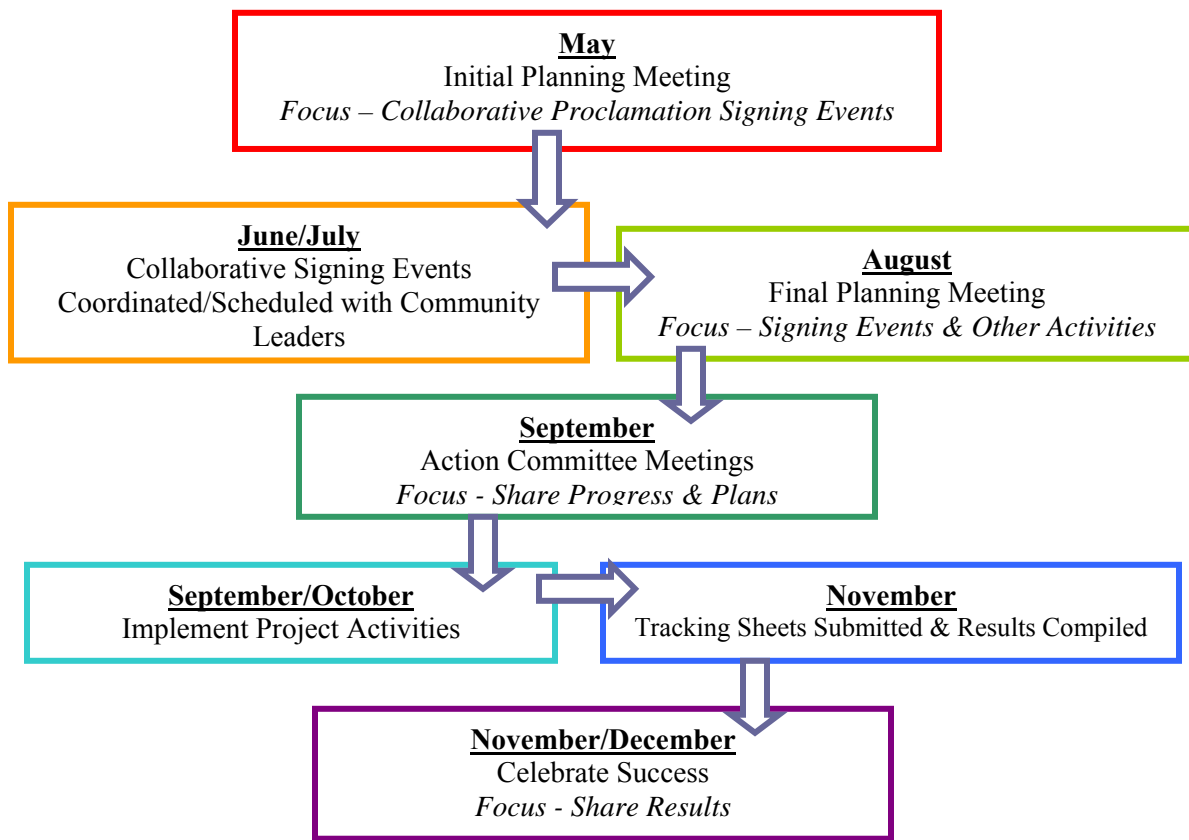 May
Initial Planning Meeting
Focus – Collaborative Proclamation Signing Events
June/July
Collaborative Signing Events
Coordinated/Scheduled with Community
Leaders
August
Final Planning Meeting
Focus – Signing Events & Other Activities
September
Action Committee Meetings
Focus - Share Progress & Plans
September/October
Implement Project Activities
November
Tracking Sheets Submitted & Results Compiled
November/December
Celebrate Success
Focus - Share Results